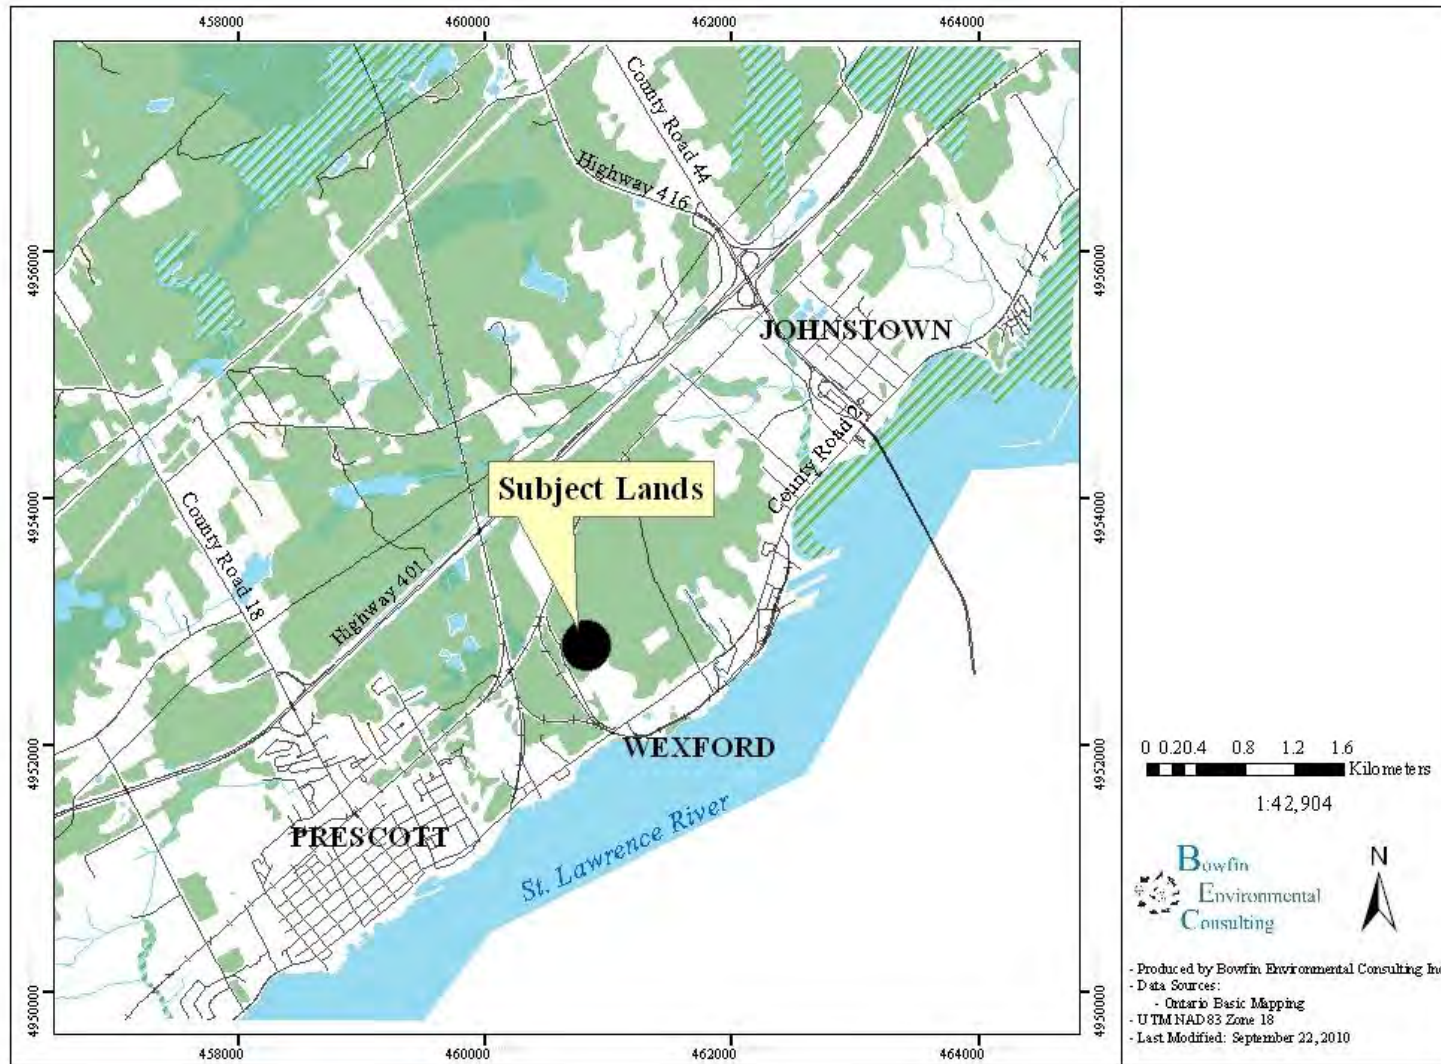 458000
460000
462000
464000
4956000
4956000
4954000
4954000
4952000
4952000
4950000
4950000
County Road 44
Highway 416
JOHNSTOWN
County Road 2
Subject Lands
County Road 18
Highway 401
WEXFORD
PRESCOTT
St. Lawrence River
458000
460000
462000
464000
0 0.20.4 0.8 1.2 1.6
Kilometers
1:42,904
Bowfin
Environmental
Consulting
N
- Produced by Bowfin Environmental Consulting Inc
- Data Sources:
- Ontario Basic Mapping
- UTM NAD83 Zone 18
- Last Modified: September 22, 2010